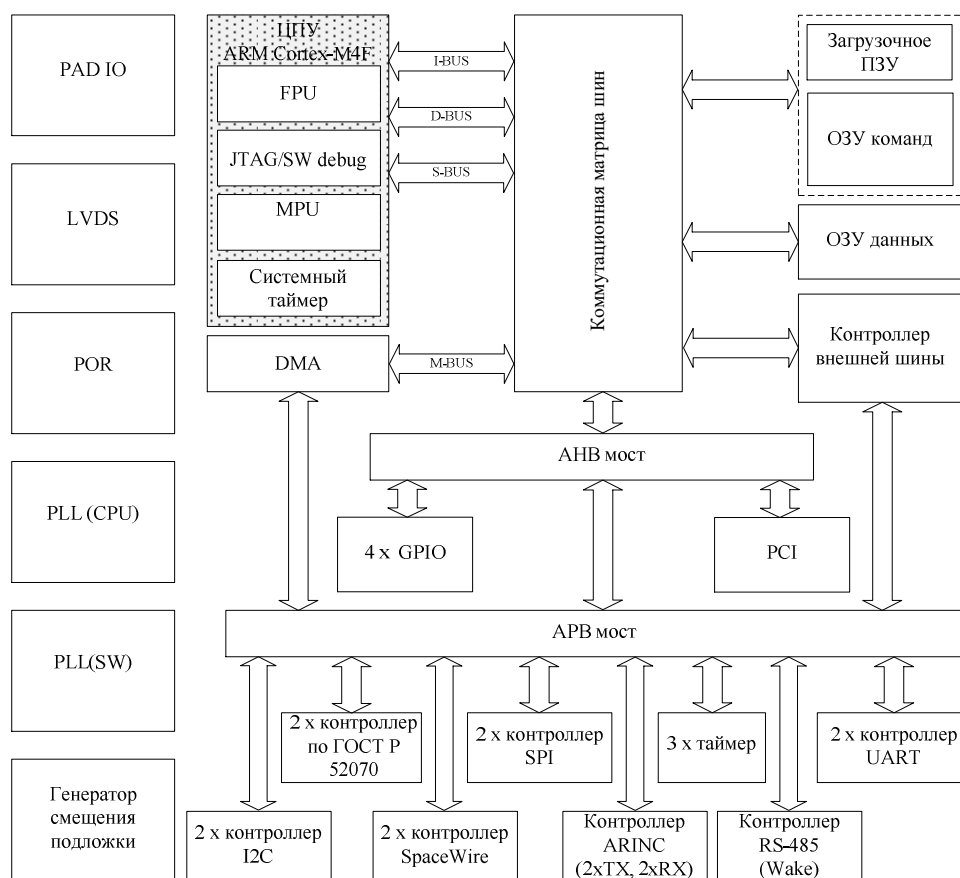 PAD IO
LVDS
POR
PLL (CPU)
PLL(SW)
Генератор
смещения
подложки
ЦПУ
ARM Cortex-M4F
FPU
JTAG/SW debug
MPU
Системный
таймер
DMA
I-BUS
D-BUS
S-BUS
M-BUS
Коммутационная матрица шин
Загрузочное
ПЗУ
ОЗУ команд
ОЗУ данных
Контроллер
внешней шины
AHB мост
4 x GPIO
PCI
APB мост
2 x контроллер
по ГОСТ Р
52070
2 x контроллер
SPI
3 x таймер
2 x контроллер
UART
2 x контроллер
I2C
2 x контроллер
SpaceWire
Контроллер
ARINC
(2xTX, 2xRX)
Контроллер
RS-485
(Wake)